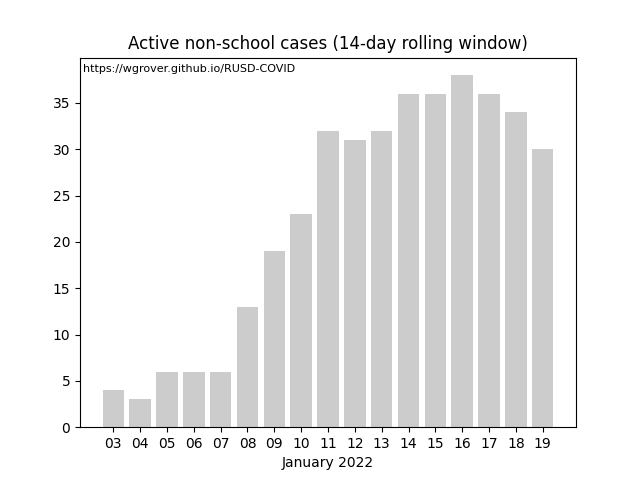 Active non-school cases (14-day rolling window)
https://wgrover.github.io/RUSD-COVID
35
30
25
20
15
10
5
0
03 04 05 06 07 08 09 10 11 12 13 14 15 16 17 18 19
January 2022